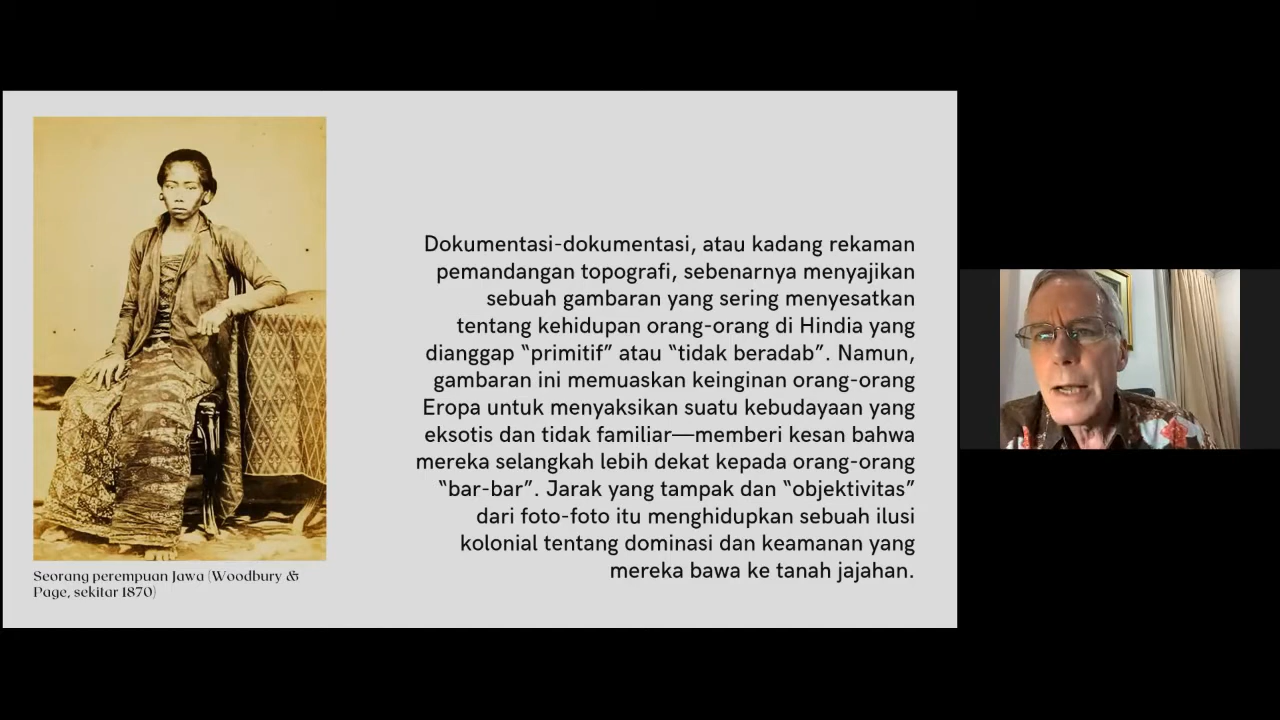 Dokumentasi-dokumentasi, atau kadang rekaman
pemandangan topografi, sebenarnya menyajikan
sebuah gambaran yang sering menyesatkan
tentang kehidupan orang-orang di Hindia yang
dianggap “primitif” atau “tidak beradab”. Namun,
gambaran ini memuaskan keinginan orang-orang
Eropa untuk menyaksikan suatu kebudayaan yang
eksotis dan tidak familiar—memberi kesan bahwa
mereka selangkah lebih dekat kepada orang-orang
“bar-bar”. Jarak yang tampak dan “objektivitas”
dari foto-foto itu menghidupkan sebuah ilusi
kolonial tentang dominasi dan keamanan yang
mereka bawa ke tanah jajahan.
Seorang perempuan Jawa (Woodbury &
Page, sekitar 1870)